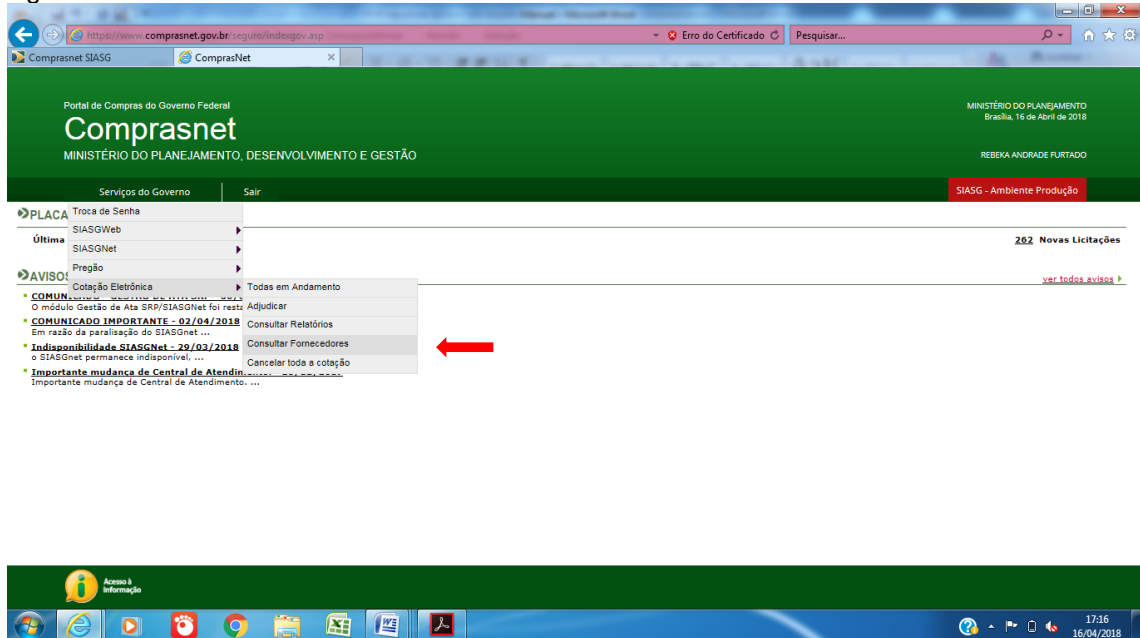 https://www.comprasnet.gov.br/seguro/indexgov.asp
Erro do Certificado
Pesquisar...
Comprasnet SIASG
ComprasNet
Portal de Compras do Governo Federal
Comprasnet
MINISTÉRIO DO PLANEJAMENTO, DESENVOLVIMENTO E GESTÃO
MINISTÉRIO DO PLANEJAMENTO
Brasília, 16 de Abril de 2018
REBEKA ANDRADE FURTADO
Serviços do Governo
Sair
SIASG - Ambiente Produção
PLACA
Troca de Senha
SIASGWeb
SIASGNet
Pregão
Cotação Eletrônica
Última
262 Novas Licitações
AVISOS
ver todos avisos
Todas em Andamento
Adjudicar
Consultar Relatórios
Consultar Fornecedores
Cancelar toda a cotação
O módulo Gestão de Ata SRP/SIASGNet foi resta
COMUNICADO IMPORTANTE - 02/04/2018
Em razão da paralisação do SIASGnet ...
Indisponibilidade SIASGNet - 29/03/2018
o SIASGnet permanece indisponível, ...
Importante mudança de Central de Atendim
Importante mudança de Central de Atendimento. ...
Acesso à
Informação
17:16
16/04/2018